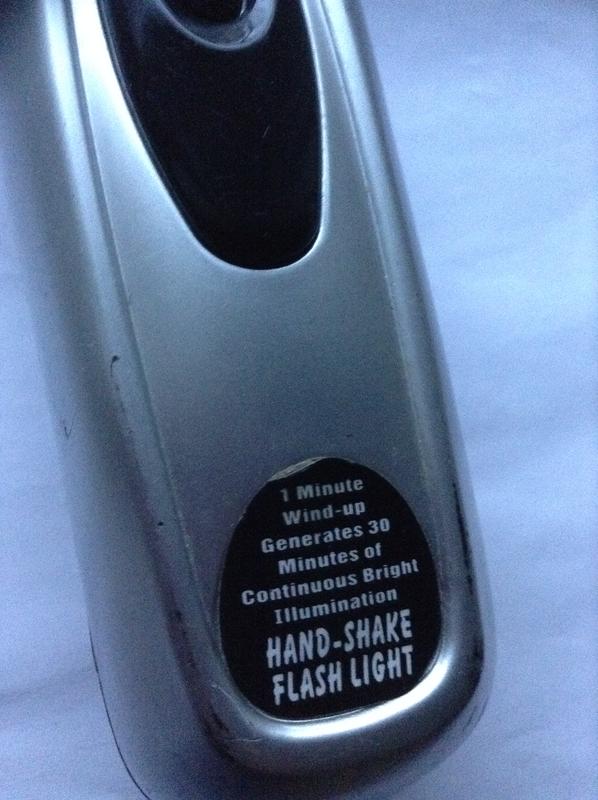 1 Minute
Wind-up
Generates 30
Minutes of
Continuous Bright
Illumination
HAND-SHAKE
FLASH LIGHT